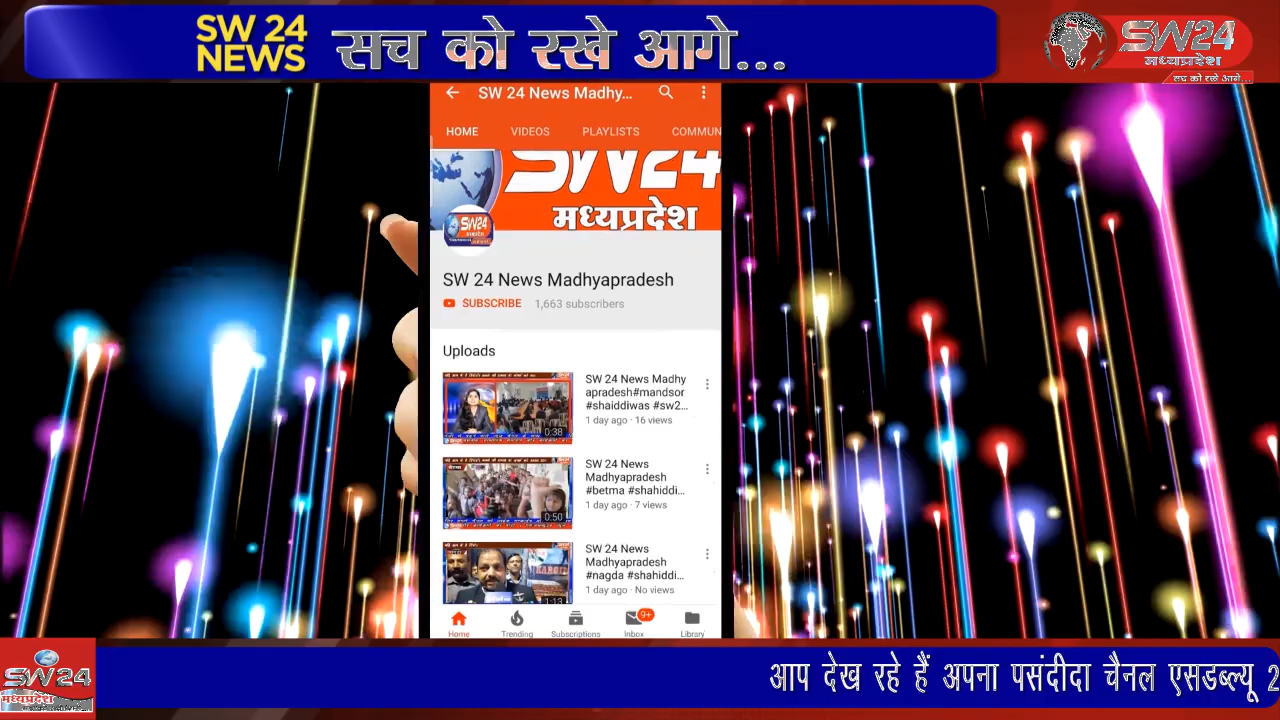 SW 24
NEWS
सच को रखे आगे...
SW24
मध्यप्रदेश
सच को रखे आगे...
SW 24 News Madhy...
HOME VIDEOS PLAYLISTS COMMUN
SW24
मध्यप्रदेश
SW24
SW 24 News Madhyapradesh
SUBSCRIBE 1,663 subscribers
Uploads
SW 24 News Madhy
apradesh#mandsor
#shaiddiwas #sw2...
1 day ago · 16 views
0:38
SW 24 News
Madhyapradesh
#betma #shahiddi...
1 day ago · 7 views
0:50
SW 24 News
Madhyapradesh
#nagda #shahiddi...
1 day ago · No views
1:13
9+
Home Trending Subscriptions Inbox Library
SW24
मध्यप्रदेश
आप देख रहे हैं अपना पसंदीदा चैनल एसडब्ल्यू 2